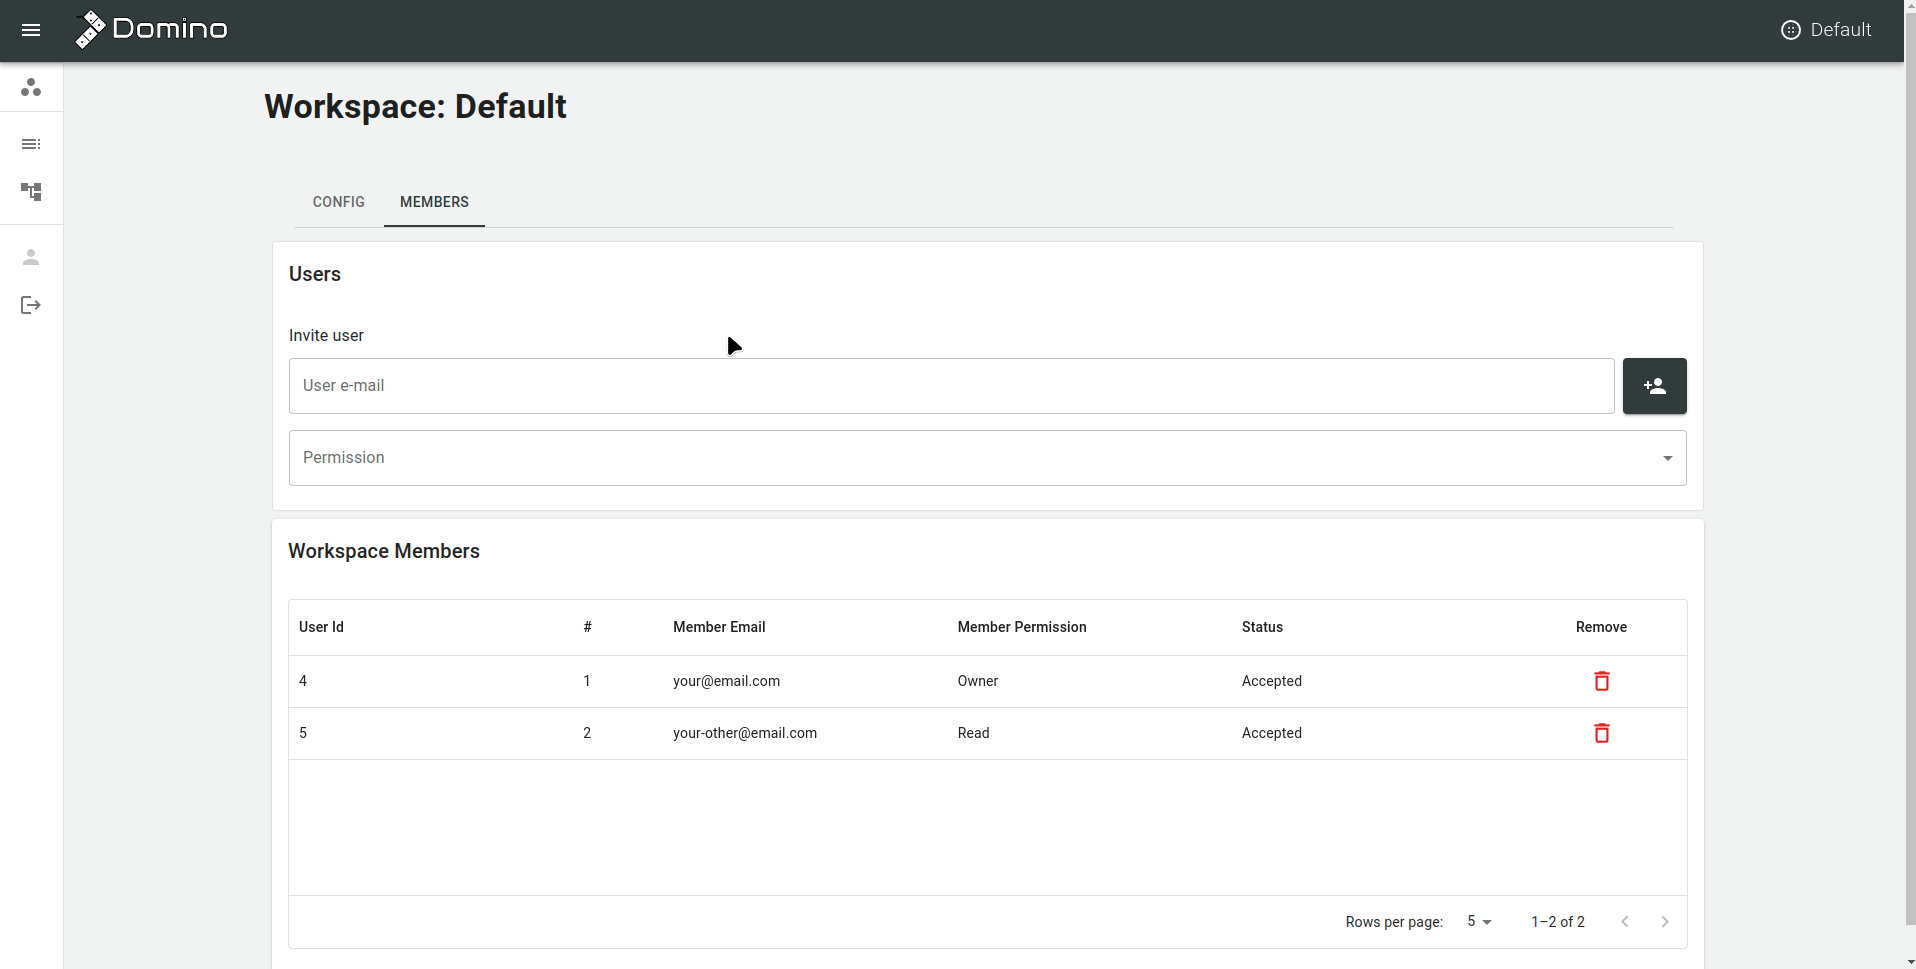 Domino
Default
Workspace: Default
CONFIG MEMBERS
Users
Invite user
User e-mail
Permission
Workspace Members
User Id # Member Email Member Permission Status Remove
4 1 your@email.com Owner Accepted
5 2 your-other@email.com Read Accepted
Rows per page: 5 1–2 of 2